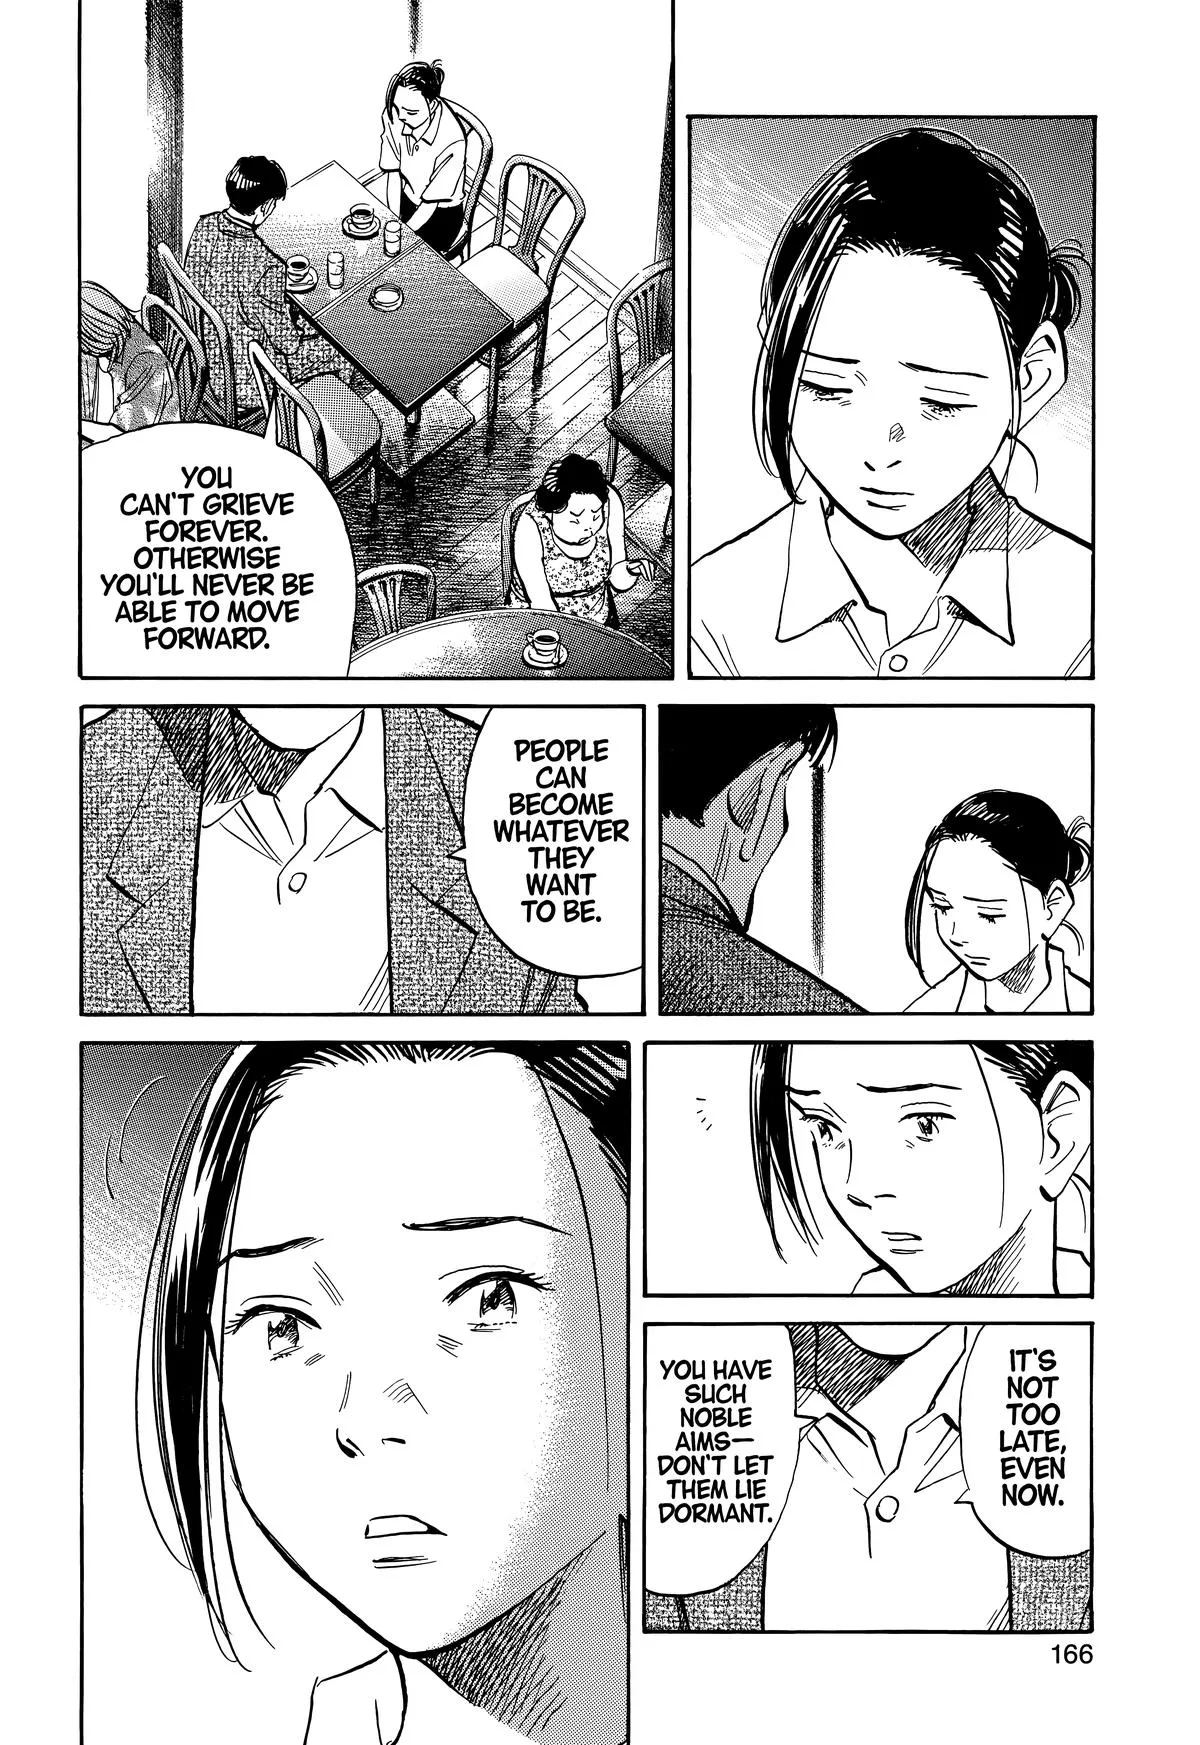 YOU
CAN'T GRIEVE
FOREVER.
OTHERWISE
YOU'LL NEVER BE
ABLE TO MOVE
FORWARD.
PEOPLE
CAN
BECOME
WHATEVER
THEY
WANT
TO BE.
IT'S
NOT
TOO
LATE,
EVEN
NOW.
YOU HAVE
SUCH
NOBLE
AIMS—
DON'T LET
THEM LIE
DORMANT.
166